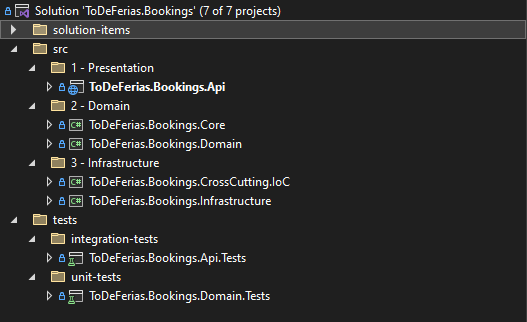 Solution 'ToDeFerias.Bookings' (7 of 7 projects)
solution-items
src
1 - Presentation
ToDeFerias.Bookings.Api
2 - Domain
ToDeFerias.Bookings.Core
ToDeFerias.Bookings.Domain
3 - Infrastructure
ToDeFerias.Bookings.CrossCutting.IoC
ToDeFerias.Bookings.Infrastructure
tests
integration-tests
ToDeFerias.Bookings.Api.Tests
unit-tests
ToDeFerias.Bookings.Domain.Tests